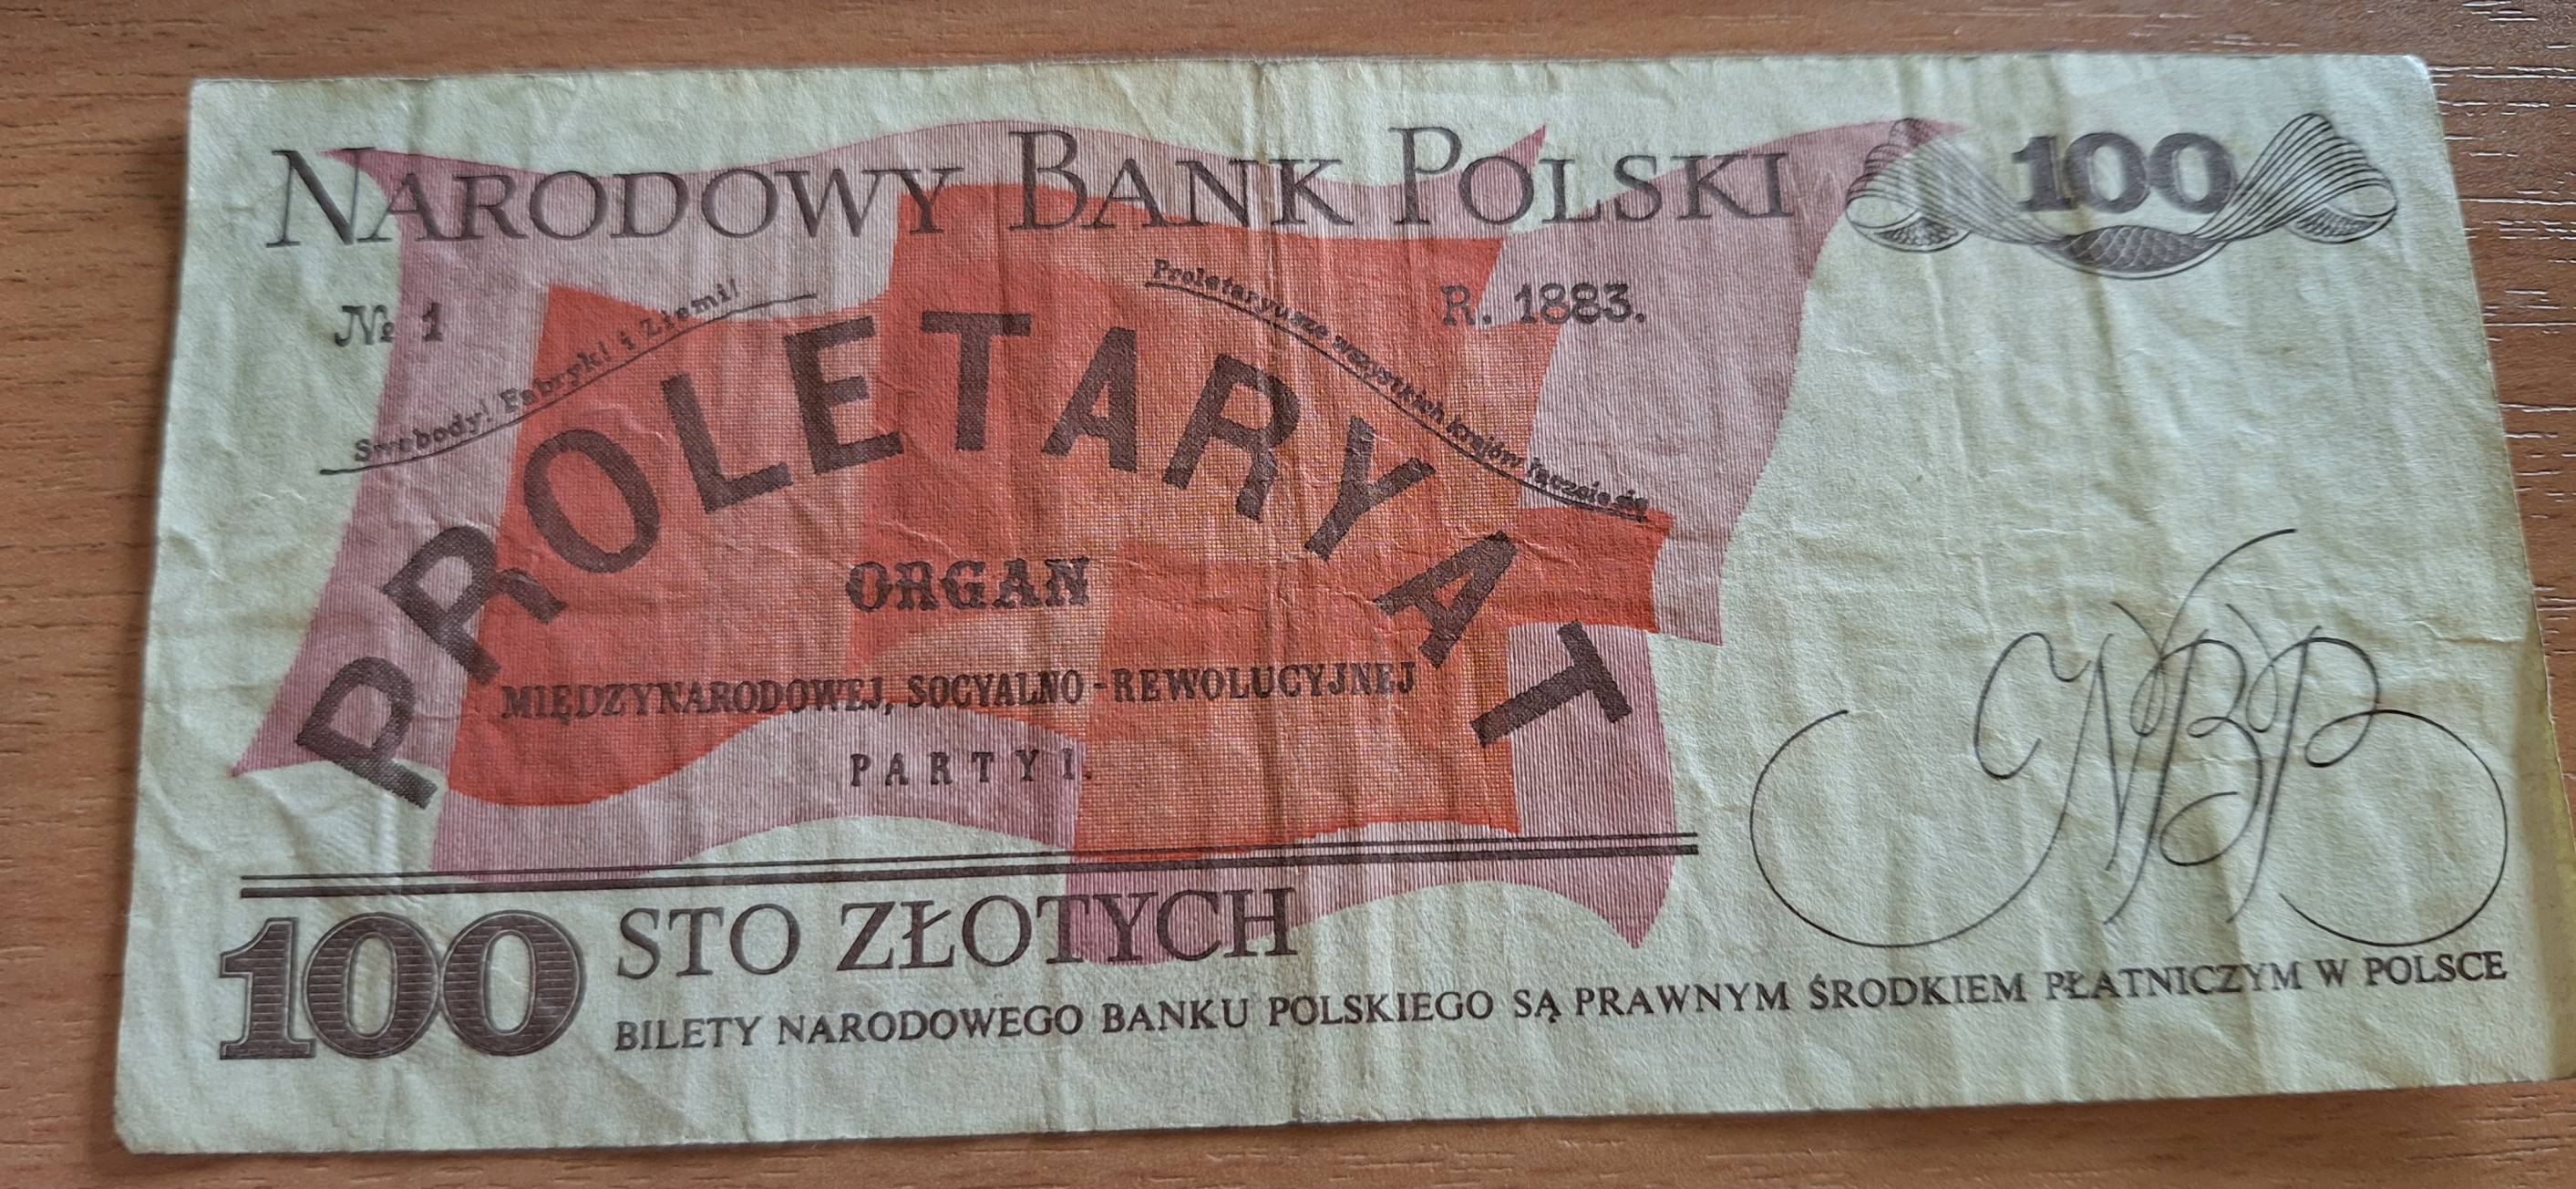 NARODOWY BANK POLSKI
100
№ 1
Swobody! Fabryki! i Ziemi!
Proletaryusze wszystkich krajów łączcie się
R. 1883.
PROLETARYAT
ORGAN
MIĘDZYNARODOWEJ, SOCYALNO-REWOLUCYJNEJ
PARTYI.
NBP
100 STO ZŁOTYCH
BILETY NARODOWEGO BANKU POLSKIEGO SĄ PRAWNYM ŚRODKIEM PŁATNICZYM W POLSCE